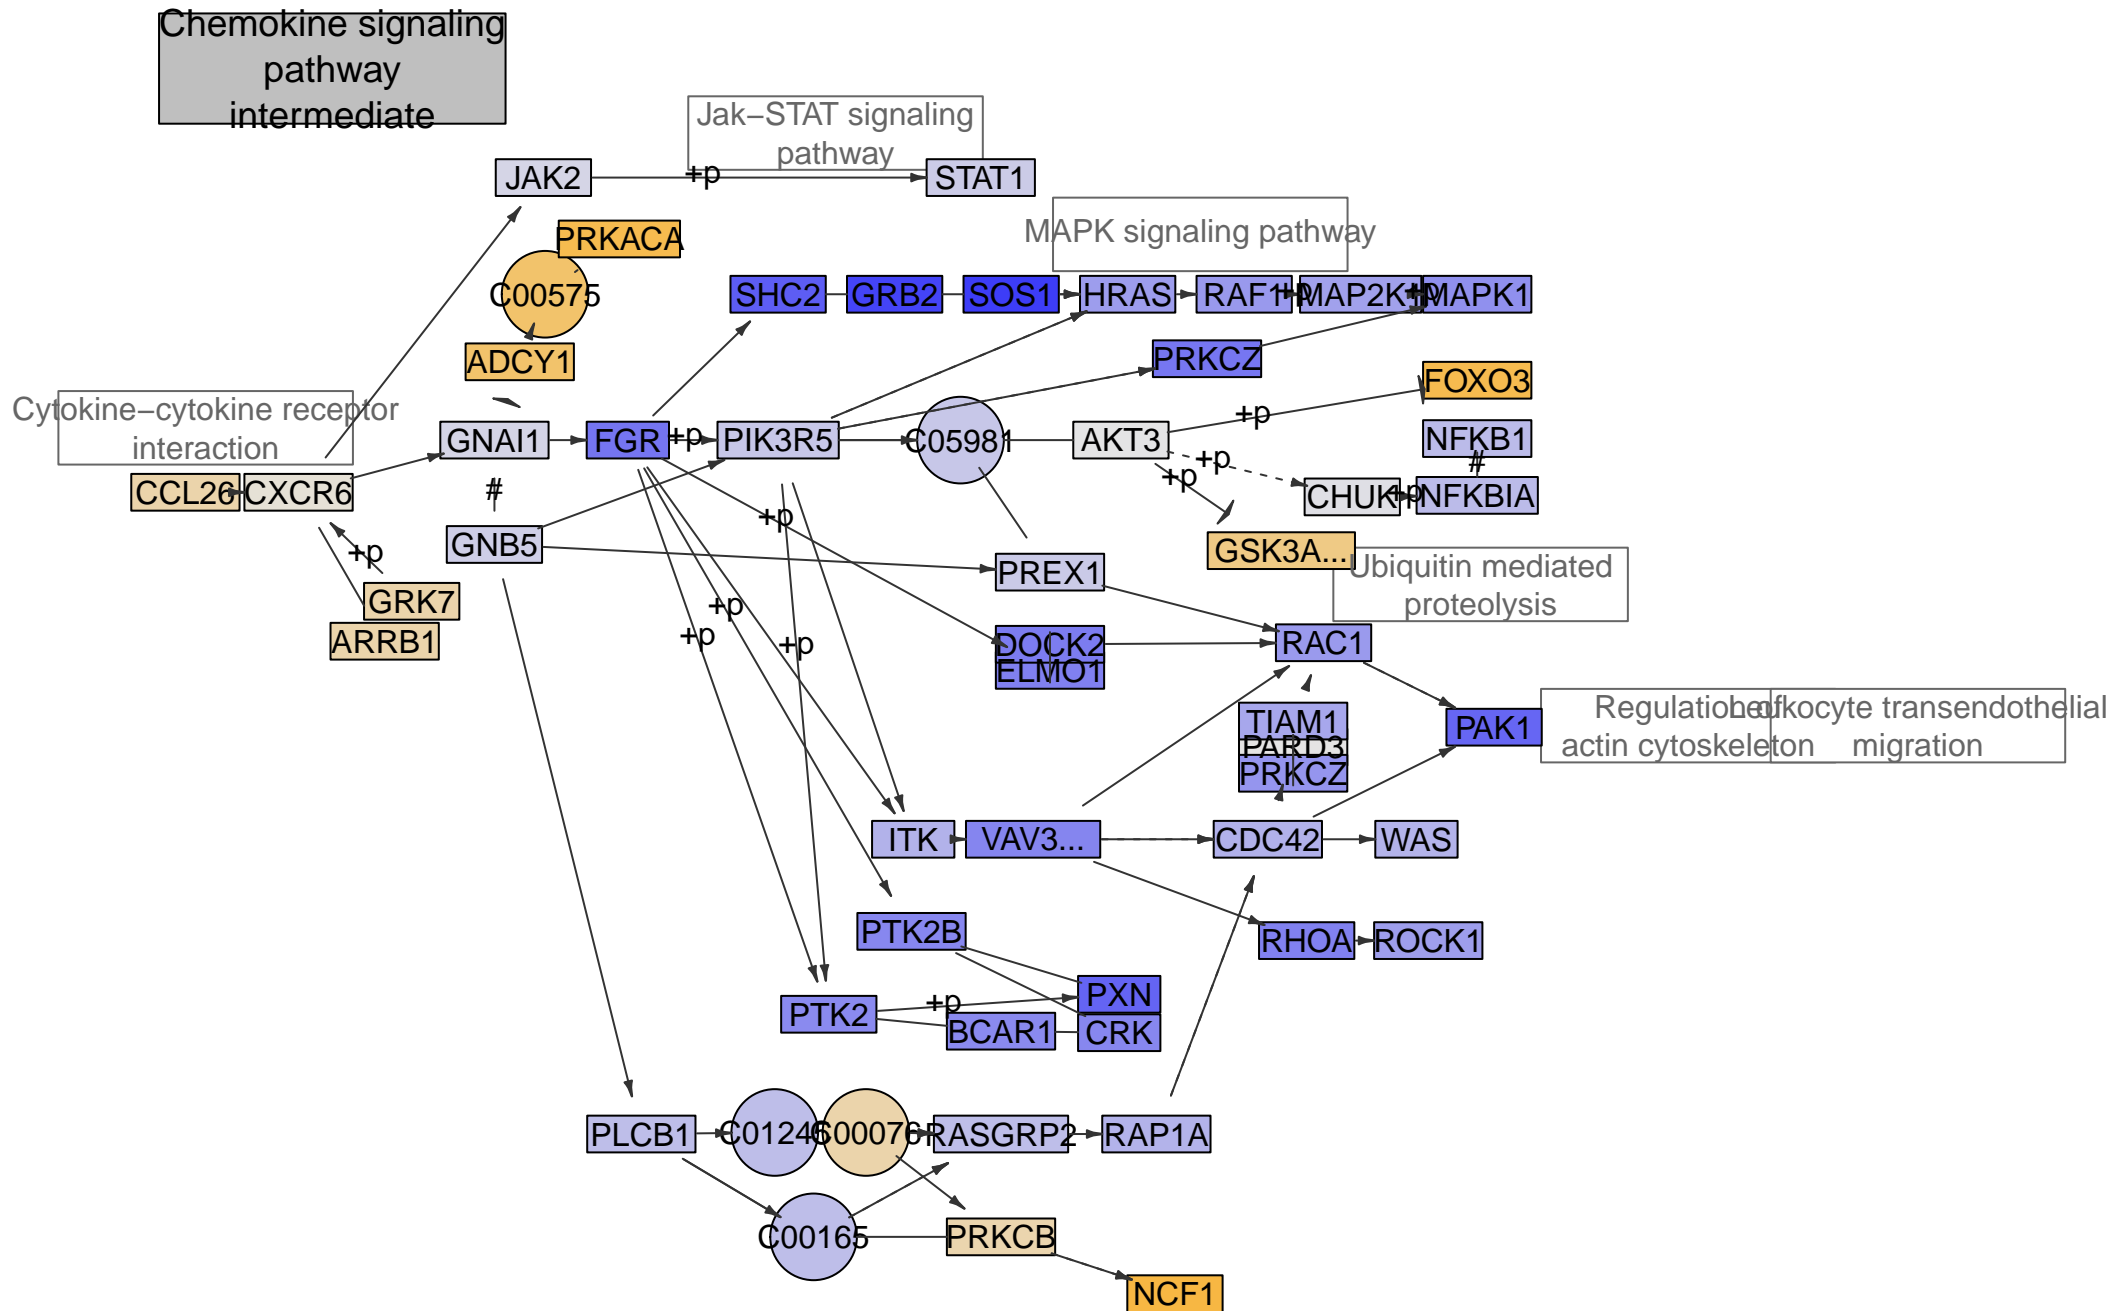 Chemokine signaling
pathway
intermediate
Jak−STAT signaling
pathway
JAK2
+p
STAT1
PRKACA
MAPK signaling pathway
C00575
SHC2
GRB2
SOS1
HRAS
RAF1
+p
MAP2K1
+p
MAPK1
ADCY1
PRKCZ
FOXO3
Cytokine−cytokine receptor
interaction
+p
GNAI1
FGR
+p
PIK3R5
C05981
AKT3
NFKB1
+p
#
CCL26
CXCR6
#
+p
CHUK
+p
NFKBIA
+p
GNB5
+p
GSK3A...
PREX1
Ubiquitin mediated
proteolysis
GRK7
+p
ARRB1
+p
+p
DOCK2
ELMO1
RAC1
TIAM1
PARD3
PRKCZ
PAK1
Regulation of
actin cytoskeleton
Leukocyte transendothelial
migration
ITK
VAV3...
CDC42
WAS
PTK2B
RHOA
ROCK1
PXN
+p
PTK2
BCAR1
CRK
PLCB1
C01245
C00076
RASGRP2
RAP1A
C00165
PRKCB
NCF1